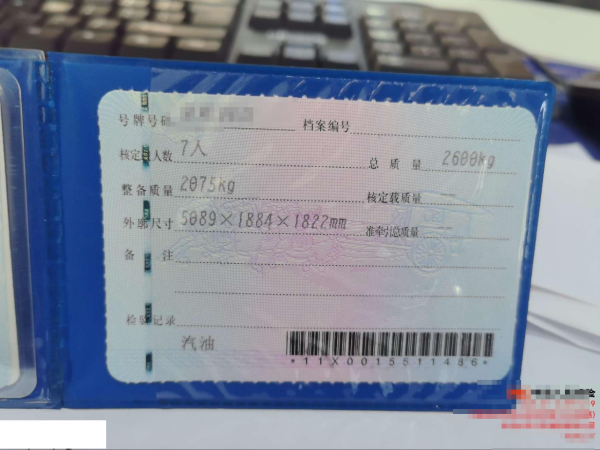 号牌号码 档案编号
核定载人数 7人 总质量 2600kg
整备质量 2075kg 核定载质量 --
外廓尺寸 5089×1884×1822mm 准牵引总质量 --
备注
检验记录
汽油
*11X0015511486*